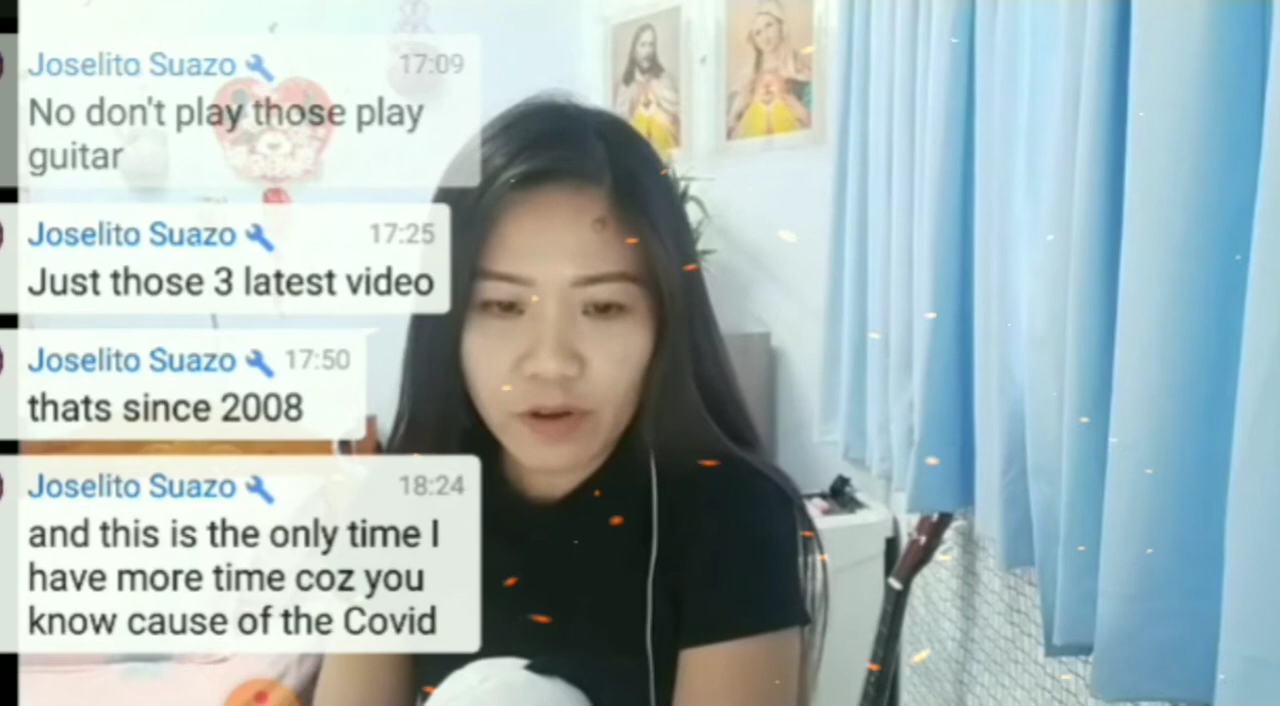 Joselito Suazo 17:09
No don't play those play
guitar
Joselito Suazo 17:25
Just those 3 latest video
Joselito Suazo 17:50
thats since 2008
Joselito Suazo 18:24
and this is the only time I
have more time coz you
know cause of the Covid